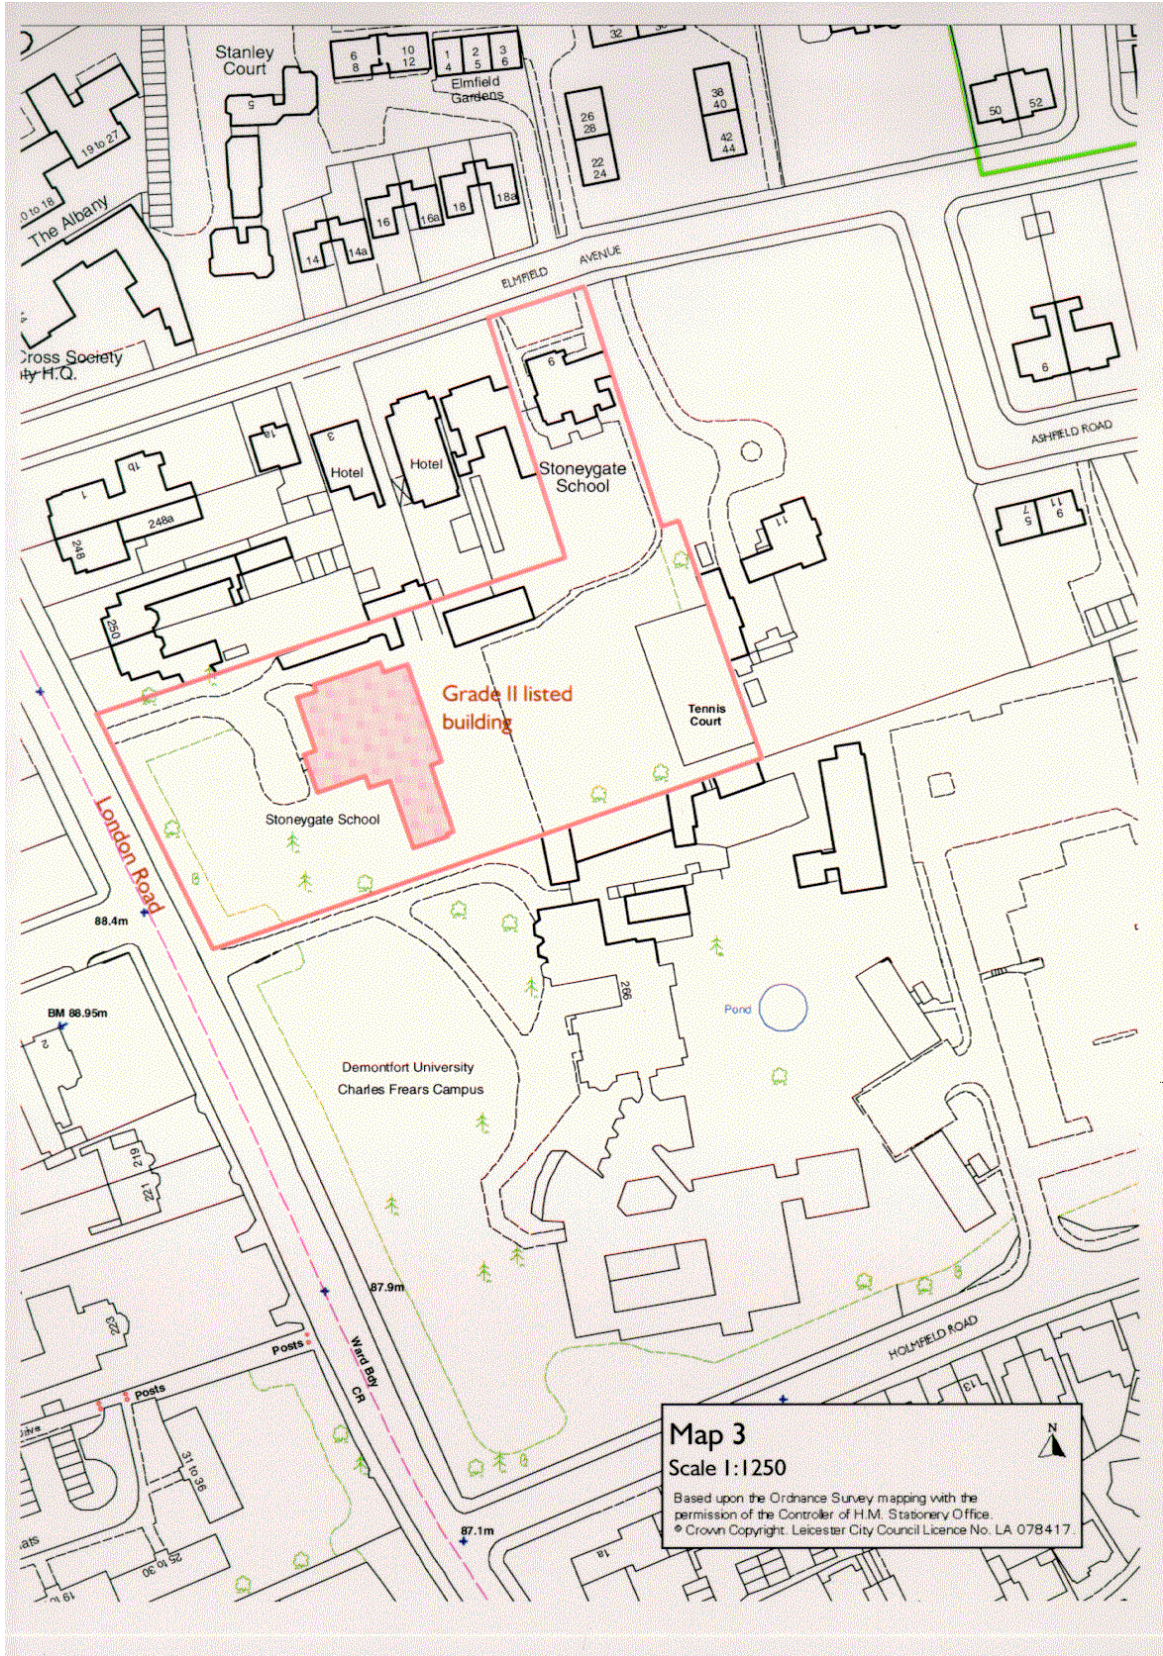 32
Stanley
Court
6
8
10
12
1
4
2
5
3
6
Elmfield
Gardens
5
19 to 27
26
28
22
24
38
40
42
44
50
52
The Albany
14
14a
16
16a
18
18a
ELMFIELD AVENUE
Cross Society
ity H.Q.
9
9
ASHFIELD ROAD
1a
3
Hotel
Hotel
Stoneygate
School
1b
1
248a
248
11
5
7
9
11
250
Grade II listed
building
Tennis
Court
London Road
Stoneygate School
88.4m
BM 88.95m
2
266
Pond
Demontfort University
Charles Frears Campus
219
221
223
87.9m
Posts
Ward Bdy
CR
Posts
HOLMFIELD ROAD
13
31 to 36
25 to 30
87.1m
1a
Map 3
N
Scale 1:1250
Based upon the Ordnance Survey mapping with the
permission of the Controller of H.M. Stationery Office.
© Crown Copyright. Leicester City Council Licence No. LA 078417.